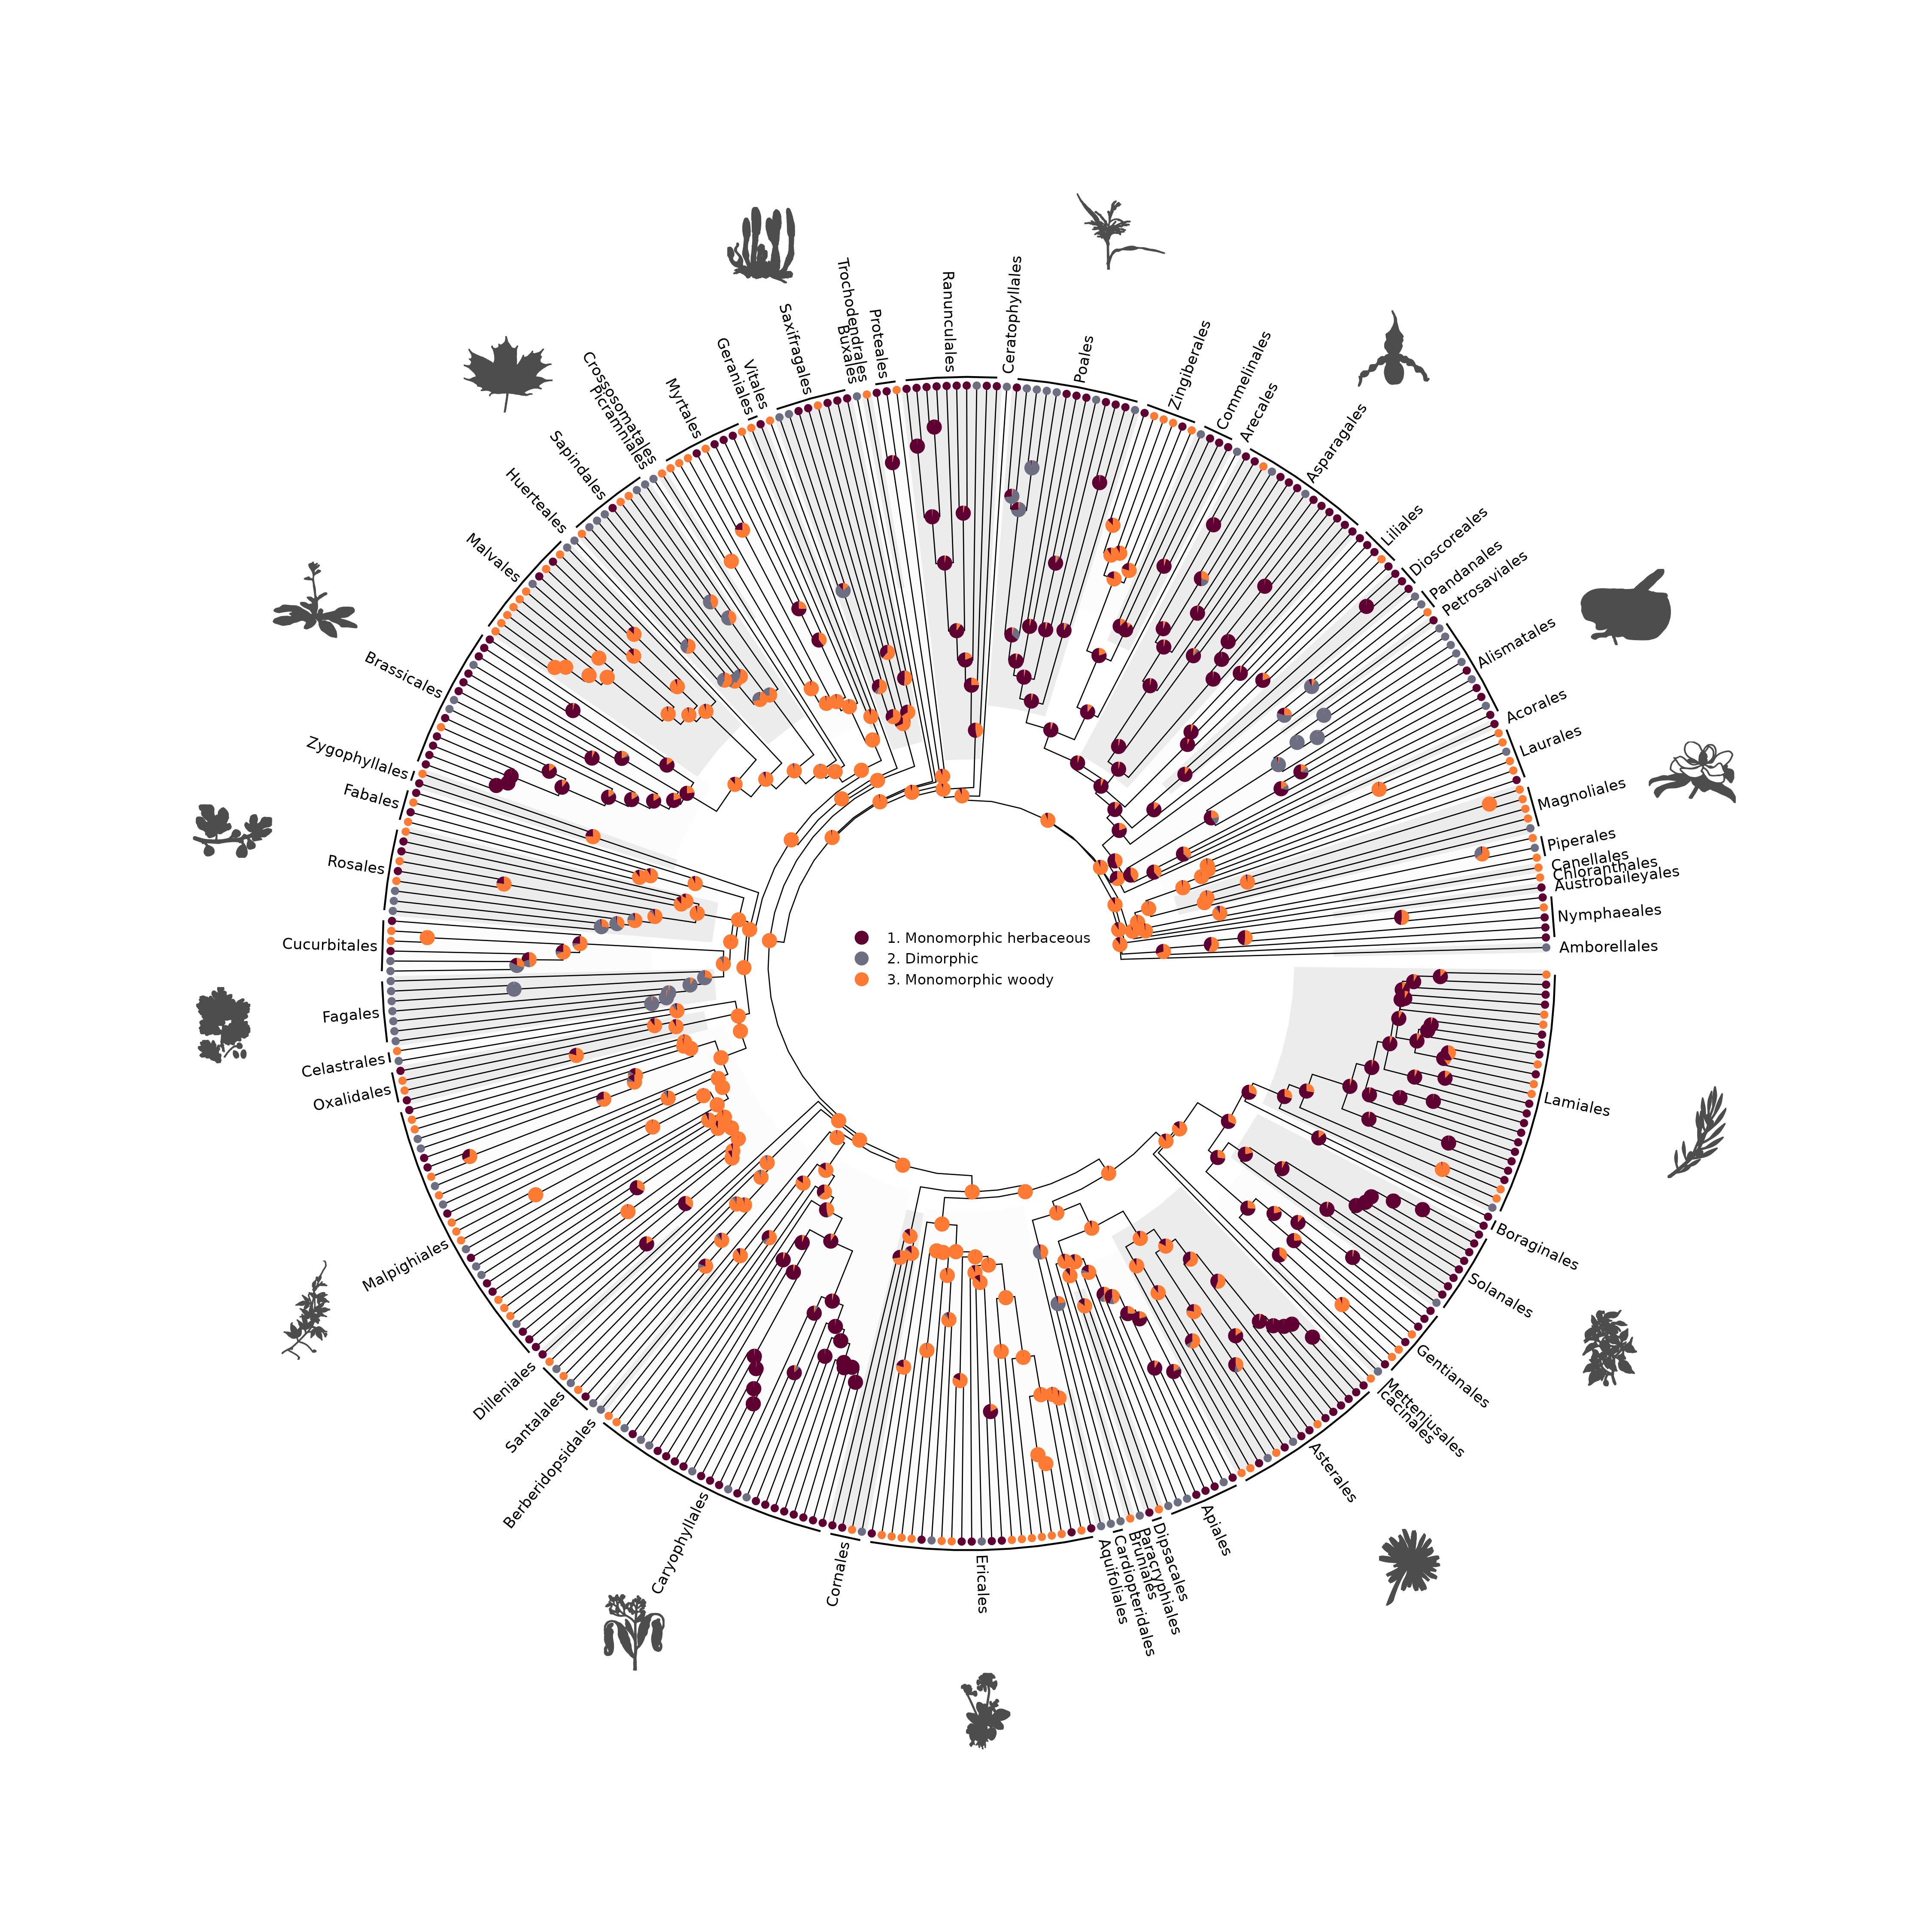 Ceratophyllales
Poales
Zingiberales
Commelinales
Arecales
Asparagales
Liliales
Dioscoreales
Pandanales
Petrosaviales
Alismatales
Acorales
Laurales
Magnoliales
Piperales
Canellales
Chloranthales
Austrobaileyales
Nymphaeales
Amborellales
Lamiales
Boraginales
Solanales
Gentianales
Metteniusales
Icacinales
Asterales
Apiales
Dipsacales
Paracryphiales
Bruniales
Cardiopteridales
Aquifoliales
Ericales
Cornales
Caryophyllales
Berberidopsidales
Santalales
Dilleniales
Malpighiales
Oxalidales
Celastrales
Fagales
Cucurbitales
Rosales
Fabales
Zygophyllales
Brassicales
Malvales
Huerteales
Sapindales
Picramniales
Crossosomatales
Myrtales
Geraniales
Vitales
Saxifragales
Buxales
Trochodendrales
Proteales
Ranunculales
1. Monomorphic herbaceous
2. Dimorphic
3. Monomorphic woody